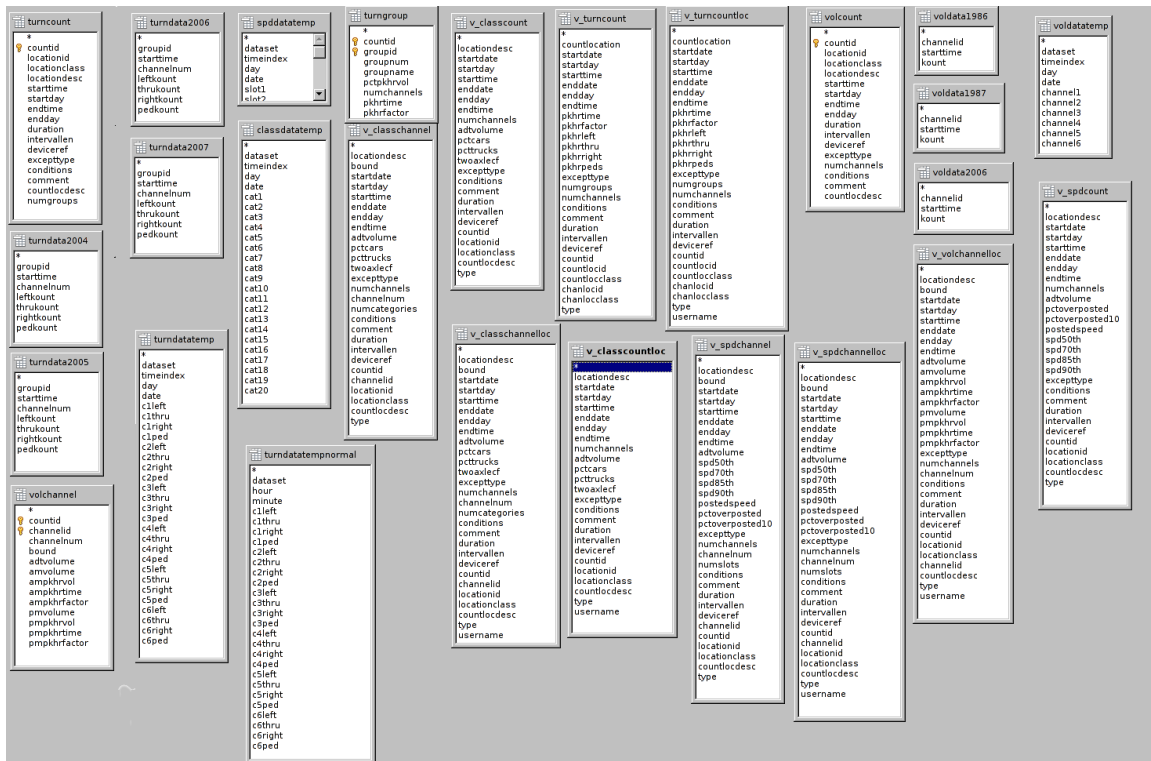 turncount
*
countid
locationid
locationclass
locationdesc
starttime
startday
endtime
endday
duration
intervallen
deviceref
excepttype
conditions
comment
countlocdesc
numgroups
turndata2004
*
groupid
starttime
channelnum
leftkount
thrukount
rightkount
pedkount
turndata2005
*
groupid
starttime
channelnum
leftkount
thrukount
rightkount
pedkount
volchannel
*
countid
channelid
channelnum
bound
adtvolume
amvolume
ampkhrvol
ampkhrtime
ampkhrfactor
pmvolume
pmpkhrvol
pmpkhrtime
pmpkhrfactor
turndata2006
*
groupid
starttime
channelnum
leftkount
thrukount
rightkount
pedkount
turndata2007
*
groupid
starttime
channelnum
leftkount
thrukount
rightkount
pedkount
turndatatemp
*
dataset
timeindex
day
date
c1left
c1thru
c1right
c1ped
c2left
c2thru
c2right
c2ped
c3left
c3thru
c3right
c3ped
c4left
c4thru
c4right
c4ped
c5left
c5thru
c5right
c5ped
c6left
c6thru
c6right
c6ped
spddatatemp
*
dataset
timeindex
day
date
slot1
slot2
classdatatemp
*
dataset
timeindex
day
date
cat1
cat2
cat3
cat4
cat5
cat6
cat7
cat8
cat9
cat10
cat11
cat12
cat13
cat14
cat15
cat16
cat17
cat18
cat19
cat20
turndatatempnormal
*
dataset
hour
minute
c1left
c1thru
c1right
c1ped
c2left
c2thru
c2right
c2ped
c3left
c3thru
c3right
c3ped
c4left
c4thru
c4right
c4ped
c5left
c5thru
c5right
c5ped
c6left
c6thru
c6right
c6ped
turngroup
*
countid
groupid
groupnum
groupname
pctpkhrvol
numchannels
pkhrtime
pkhrfactor
v_classchannel
*
locationdesc
bound
startdate
startday
starttime
enddate
endday
endtime
adtvolume
pctcars
pcttrucks
twoaxlecf
excepttype
numchannels
channelnum
numcategories
conditions
comment
duration
intervallen
deviceref
countid
channelid
locationid
locationclass
countlocdesc
type
v_classcount
*
locationdesc
startdate
startday
starttime
enddate
endday
endtime
numchannels
adtvolume
pctcars
pcttrucks
twoaxlecf
excepttype
conditions
comment
duration
intervallen
deviceref
countid
locationid
locationclass
countlocdesc
type
v_classchannelloc
*
locationdesc
bound
startdate
startday
starttime
enddate
endday
endtime
adtvolume
pctcars
pcttrucks
twoaxlecf
excepttype
numchannels
channelnum
numcategories
conditions
comment
duration
intervallen
deviceref
countid
channelid
locationid
locationclass
countlocdesc
type
username
v_turncount
*
countlocation
startdate
startday
starttime
enddate
endday
endtime
pkhrtime
pkhrfactor
pkhrleft
pkhrthru
pkhrright
pkhrpeds
excepttype
numgroups
numchannels
conditions
comment
duration
intervallen
deviceref
countid
countlocid
countlocclass
chanlocid
chanlocclass
type
v_classcountloc
*
locationdesc
startdate
startday
starttime
enddate
endday
endtime
numchannels
adtvolume
pctcars
pcttrucks
twoaxlecf
excepttype
conditions
comment
duration
intervallen
deviceref
countid
locationid
locationclass
countlocdesc
type
username
v_turncountloc
*
countlocation
startdate
startday
starttime
enddate
endday
endtime
pkhrtime
pkhrfactor
pkhrleft
pkhrthru
pkhrright
pkhrpeds
excepttype
numgroups
numchannels
conditions
comment
duration
intervallen
deviceref
countid
countlocid
countlocclass
chanlocid
chanlocclass
type
username
v_spdchannel
*
locationdesc
bound
startdate
startday
starttime
enddate
endday
endtime
adtvolume
spd50th
spd70th
spd85th
spd90th
postedspeed
pctoverposted
pctoverposted10
excepttype
numchannels
channelnum
numslots
conditions
comment
duration
intervallen
deviceref
channelid
countid
locationid
locationclass
countlocdesc
type
volcount
*
countid
locationid
locationclass
locationdesc
starttime
startday
endtime
endday
duration
intervallen
deviceref
excepttype
numchannels
conditions
comment
countlocdesc
v_spdchannelloc
*
locationdesc
bound
startdate
startday
starttime
enddate
endday
endtime
adtvolume
spd50th
spd70th
spd85th
spd90th
postedspeed
pctoverposted
pctoverposted10
excepttype
numchannels
channelnum
numslots
conditions
comment
duration
intervallen
deviceref
countid
channelid
locationid
locationclass
countlocdesc
type
username
voldata1986
*
channelid
starttime
kount
voldata1987
*
channelid
starttime
kount
voldata2006
*
channelid
starttime
kount
v_volchannelloc
*
locationdesc
bound
startdate
startday
starttime
enddate
endday
endtime
adtvolume
amvolume
ampkhrvol
ampkhrtime
ampkhrfactor
pmvolume
pmpkhrvol
pmpkhrtime
pmpkhrfactor
excepttype
numchannels
channelnum
conditions
comment
duration
intervallen
deviceref
countid
locationid
locationclass
channelid
countlocdesc
type
username
voldatatemp
*
dataset
timeindex
day
date
channel1
channel2
channel3
channel4
channel5
channel6
v_spdcount
*
locationdesc
startdate
startday
starttime
enddate
endday
endtime
numchannels
adtvolume
pctoverposted
pctoverposted10
postedspeed
spd50th
spd70th
spd85th
spd90th
excepttype
conditions
comment
duration
intervallen
deviceref
countid
locationid
locationclass
countlocdesc
type